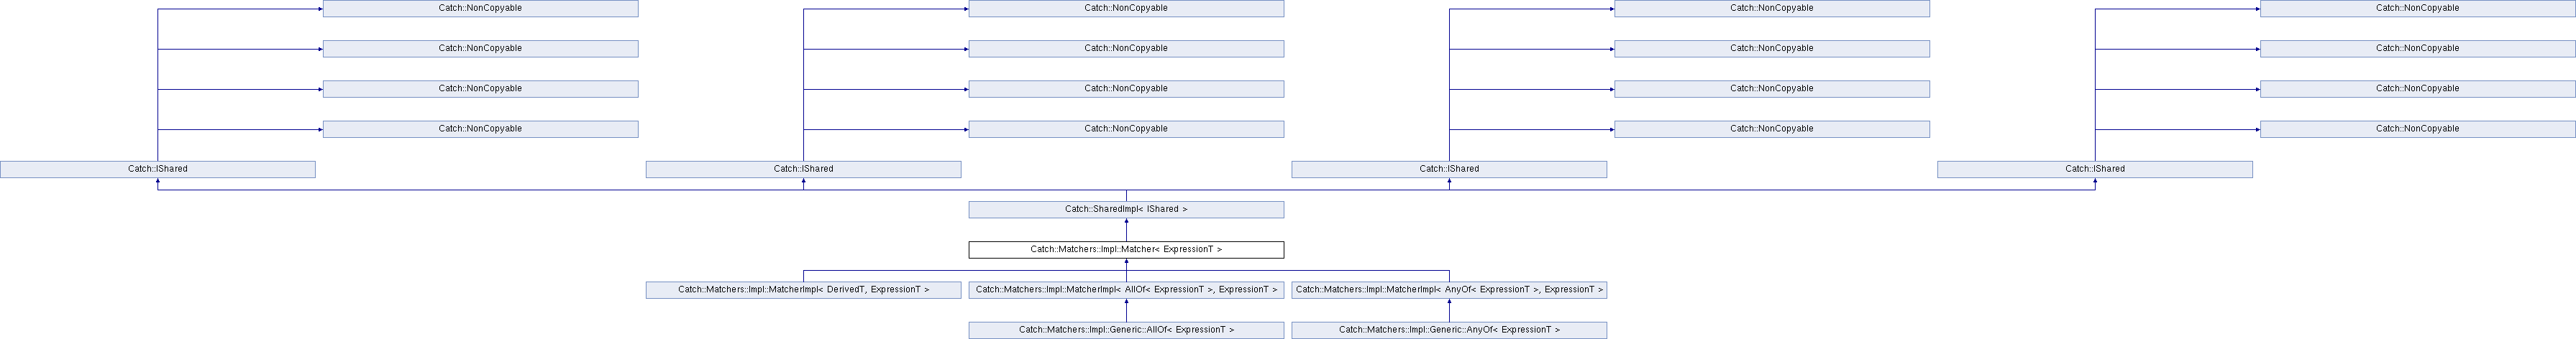 Catch::NonCopyable Catch::NonCopyable Catch::NonCopyable Catch::NonCopyable
Catch::NonCopyable Catch::NonCopyable Catch::NonCopyable Catch::NonCopyable
Catch::NonCopyable Catch::NonCopyable Catch::NonCopyable Catch::NonCopyable
Catch::NonCopyable Catch::NonCopyable Catch::NonCopyable Catch::NonCopyable
Catch::IShared Catch::IShared Catch::IShared Catch::IShared
Catch::SharedImpl< IShared >
Catch::Matchers::Impl::Matcher< ExpressionT >
Catch::Matchers::Impl::MatcherImpl< DerivedT, ExpressionT > Catch::Matchers::Impl::MatcherImpl< AllOf< ExpressionT >, ExpressionT > Catch::Matchers::Impl::MatcherImpl< AnyOf< ExpressionT >, ExpressionT >
Catch::Matchers::Impl::Generic::AllOf< ExpressionT > Catch::Matchers::Impl::Generic::AnyOf< ExpressionT >